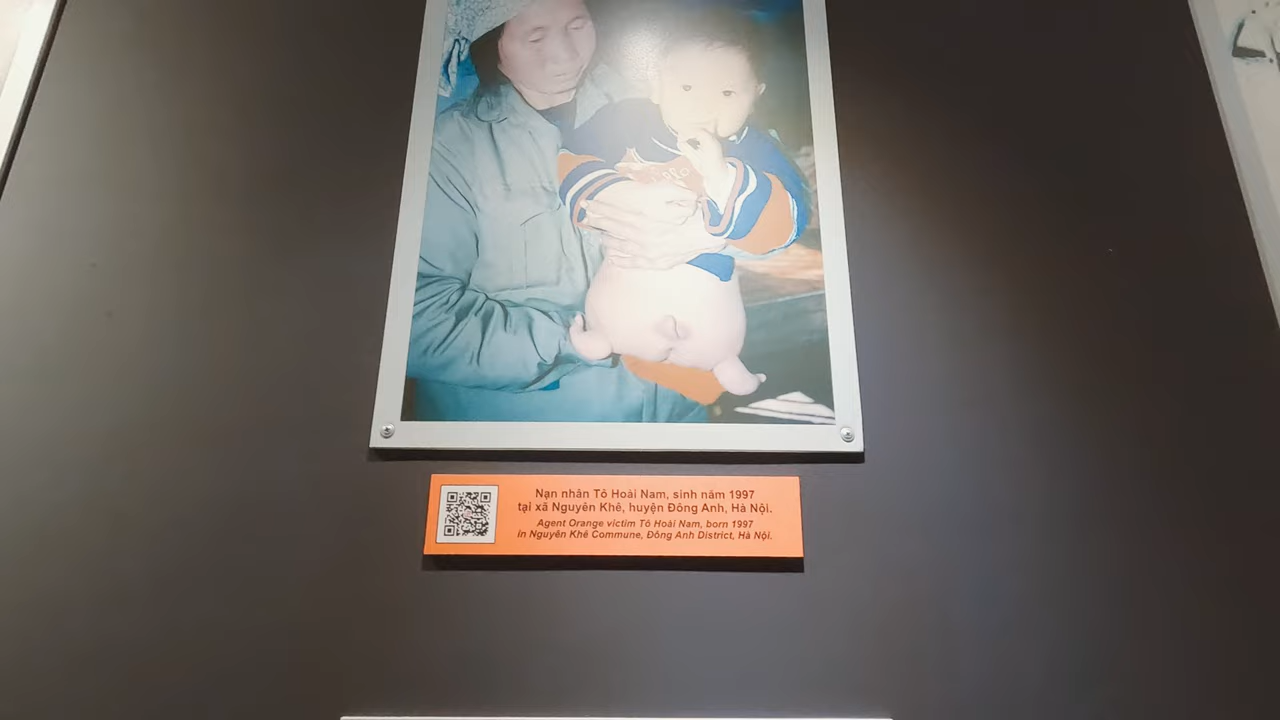 Nạn nhân Tô Hoài Nam, sinh năm 1997
tại xã Nguyên Khê, huyện Đông Anh, Hà Nội.
Agent Orange victim Tô Hoài Nam, born 1997
in Nguyên Khê Commune, Đông Anh District, Hà Nội.